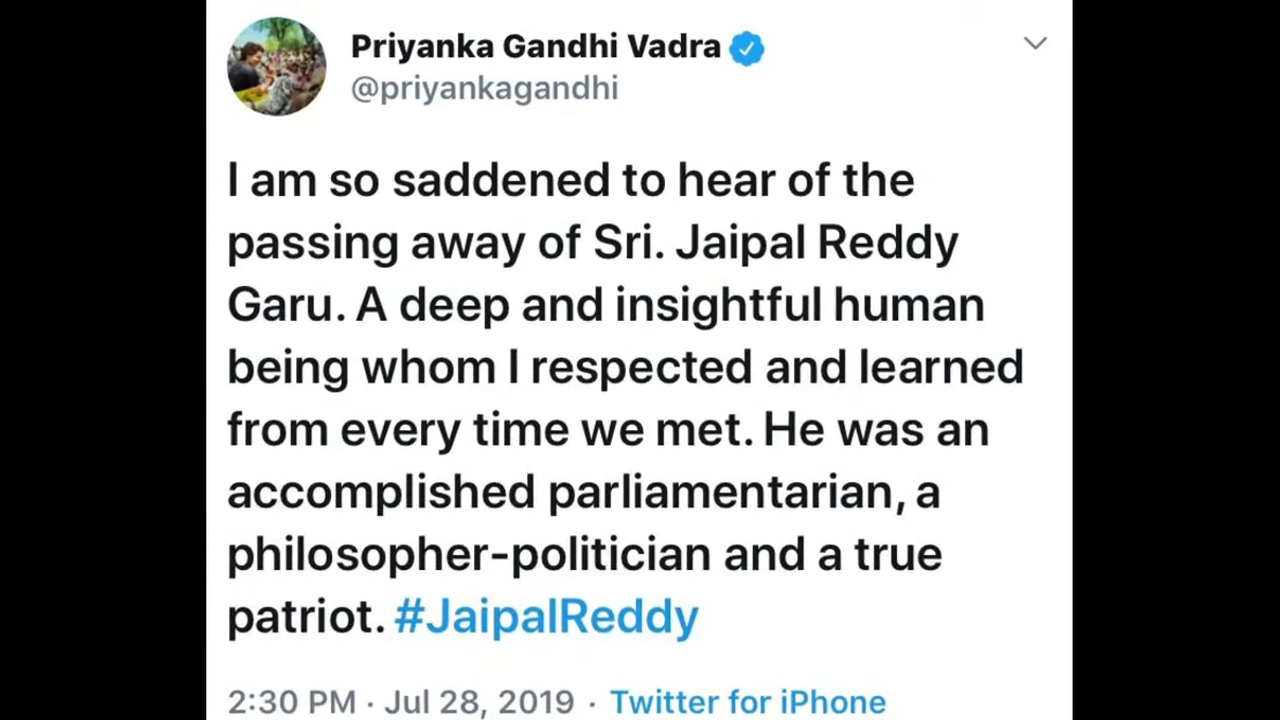 Priyanka Gandhi Vadra
@priyankagandhi
I am so saddened to hear of the
passing away of Sri. Jaipal Reddy
Garu. A deep and insightful human
being whom I respected and learned
from every time we met. He was an
accomplished parliamentarian, a
philosopher-politician and a true
patriot. #JaipalReddy
2:30 PM · Jul 28, 2019 · Twitter for iPhone